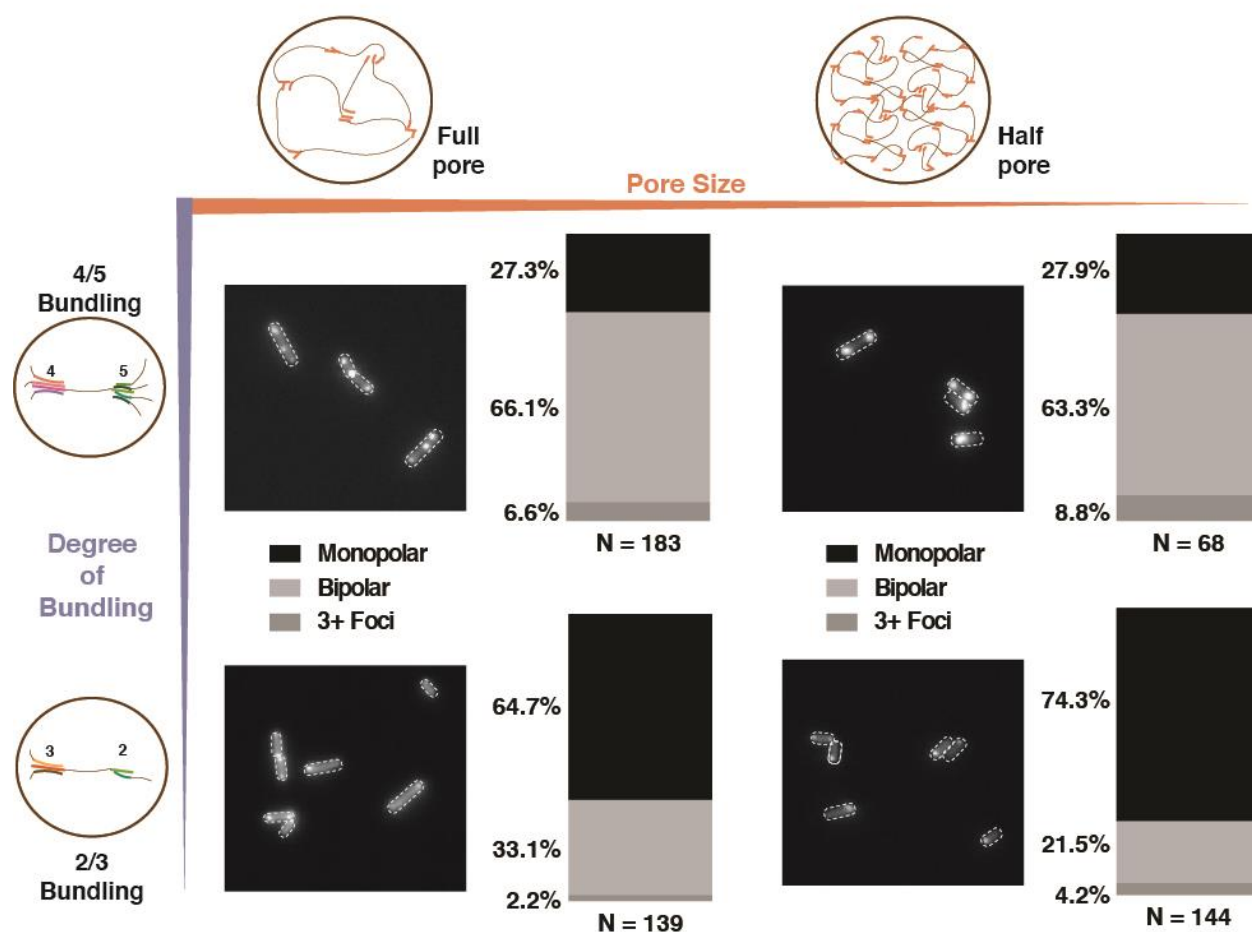 Full
pore
Half
pore
Pore Size
4/5
Bundling
4 5
27.3%
66.1%
6.6%
N = 183
27.9%
63.3%
8.8%
N = 68
Degree
of
Bundling
Monopolar
Bipolar
3+ Foci
Monopolar
Bipolar
3+ Foci
3 2
2/3
Bundling
64.7%
33.1%
2.2%
N = 139
74.3%
21.5%
4.2%
N = 144